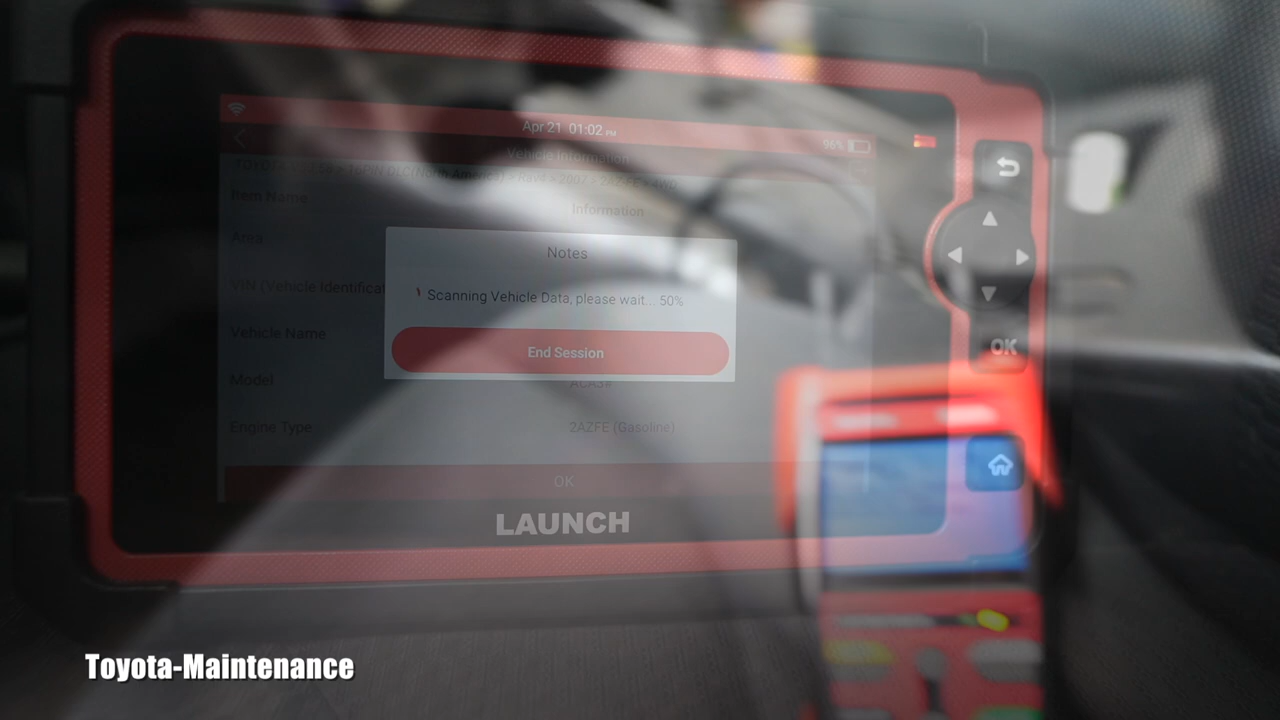 Apr 21 01:02 PM
96%
Vehicle Information
Item Name
Information
Area
VIN (Vehicle Identificat
Vehicle Name
Model
ACA3#
Engine Type
2AZFE (Gasoline)
OK
Notes
Scanning Vehicle Data, please wait... 50%
End Session
LAUNCH
OK
Toyota-Maintenance